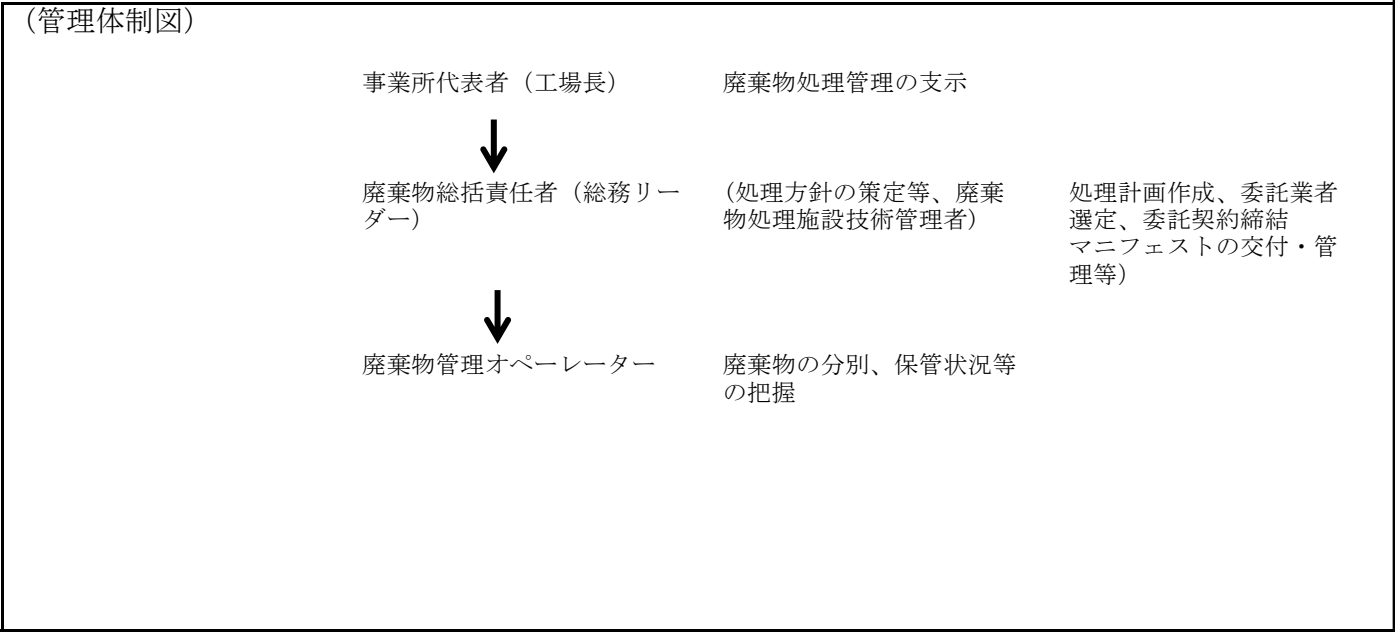 （管理体制図）
事業所代表者（工場長）
廃棄物処理管理の支示
廃棄物総括責任者（総務リー
ダー）
（処理方針の策定等、廃棄
物処理施設技術管理者）
処理計画作成、委託業者
選定、委託契約締結
マニフェストの交付・管
理等）
廃棄物管理オペーレーター
廃棄物の分別、保管状況等
の把握